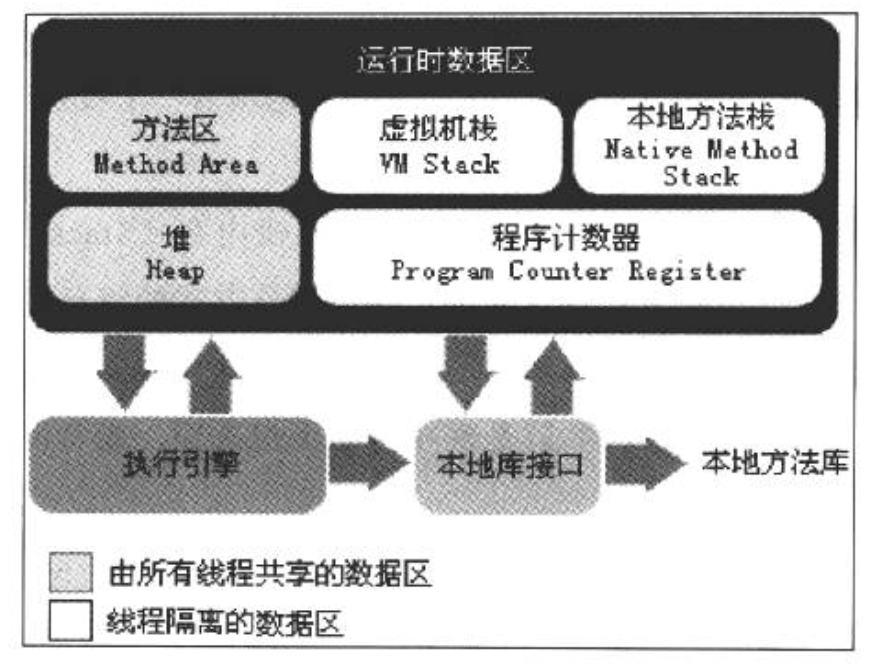 运行时数据区
方法区
Method Area
虚拟机栈
VM Stack
本地方法栈
Native Method
Stack
堆
Heap
程序计数器
Program Counter Register
执行引擎
本地库接口
本地方法库
由所有线程共享的数据区
线程隔离的数据区